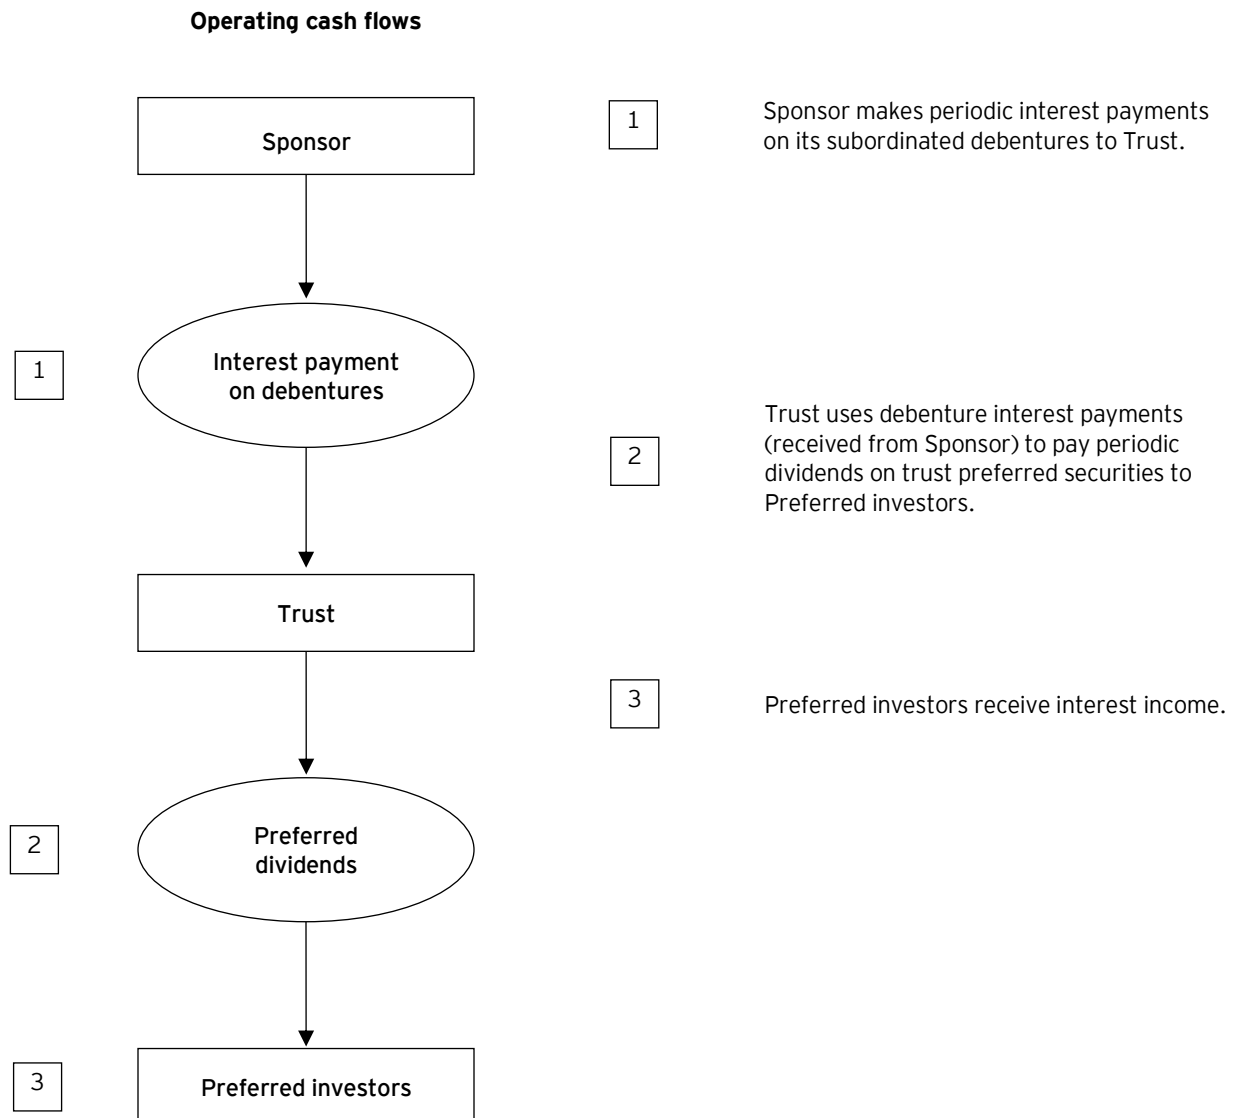 Operating cash flows
Sponsor
1
Sponsor makes periodic interest payments
on its subordinated debentures to Trust.
1
Interest payment
on debentures
2
Trust uses debenture interest payments
(received from Sponsor) to pay periodic
dividends on trust preferred securities to
Preferred investors.
Trust
3
Preferred investors receive interest income.
2
Preferred
dividends
3
Preferred investors